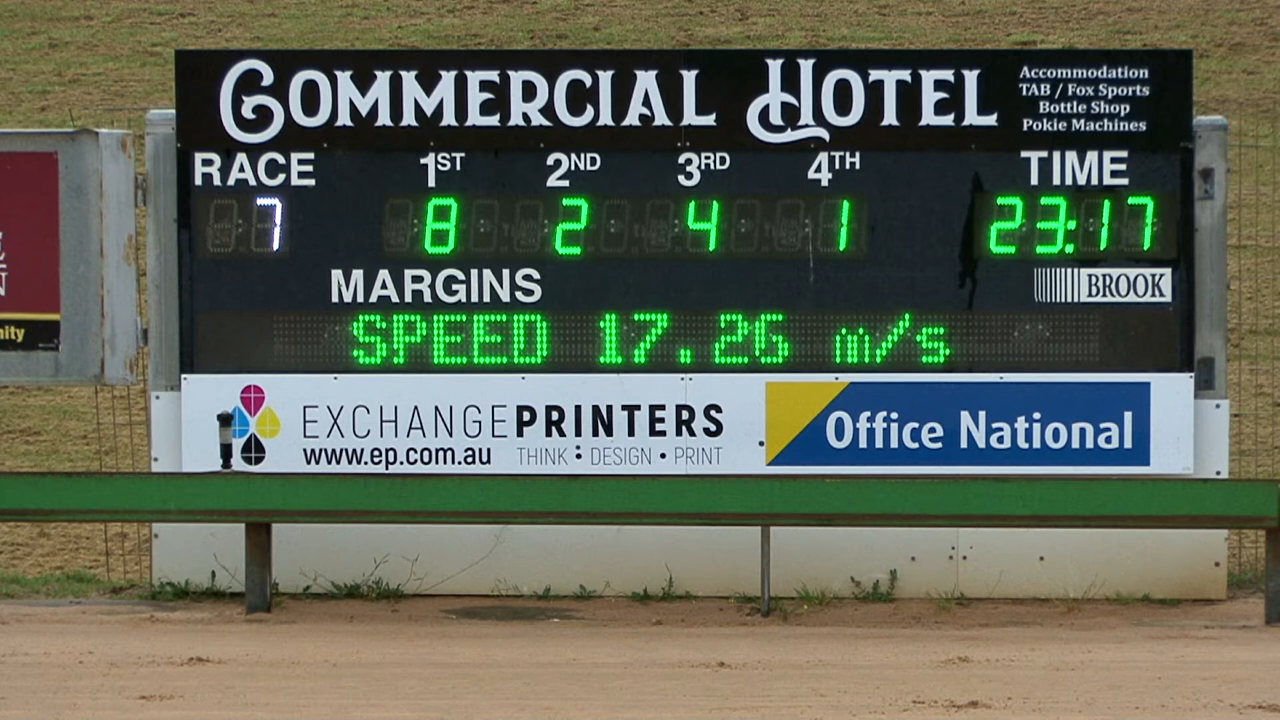 COMMERCIAL HOTEL
Accommodation
TAB / Fox Sports
Bottle Shop
Pokie Machines
RACE 1ST 2ND 3RD 4TH TIME
7 8 2 4 1 23:17
MARGINS
BROOK
SPEED 17.26 m/s
EXCHANGEPRINTERS
www.ep.com.au THINK • DESIGN • PRINT
Office National
E
N
nity